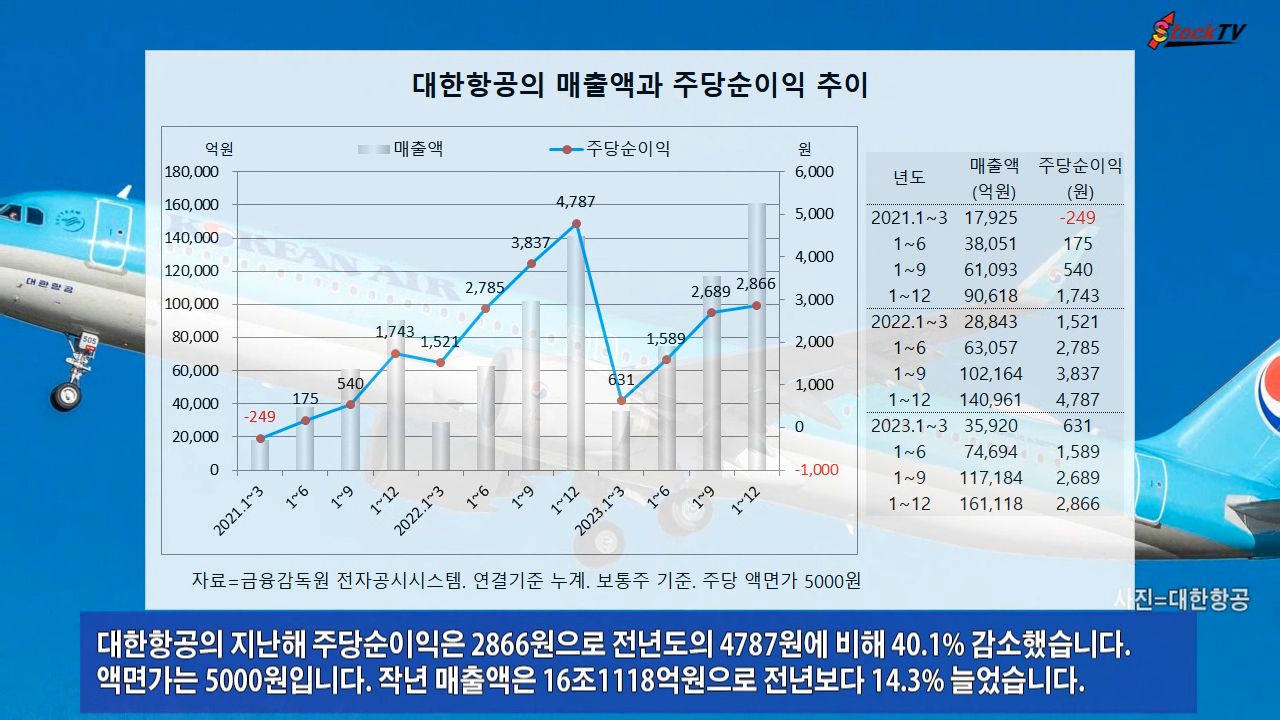 StockTV
대한항공의 매출액과 주당순이익 추이
억원
매출액
주당순이익
원
180,000
160,000
140,000
120,000
100,000
80,000
60,000
40,000
20,000
0
6,000
5,000
4,000
3,000
2,000
1,000
0
-1,000
-249
175
540
1,743
1,521
2,785
3,837
4,787
631
1,589
2,689
2,866
2021.1~3
1~6
1~9
1~12
2022.1~3
1~6
1~9
1~12
2023.1~3
1~6
1~9
1~12
년도 매출액 (억원) 주당순이익 (원)
2021.1~3 17,925 -249
1~6 38,051 175
1~9 61,093 540
1~12 90,618 1,743
2022.1~3 28,843 1,521
1~6 63,057 2,785
1~9 102,164 3,837
1~12 140,961 4,787
2023.1~3 35,920 631
1~6 74,694 1,589
1~9 117,184 2,689
1~12 161,118 2,866
자료=금융감독원 전자공시시스템. 연결기준 누계. 보통주 기준. 주당 액면가 5000원
KOREAN AIR
SKYTEAM
대한항공
505
사진=대한항공
대한항공의 지난해 주당순이익은 2866원으로 전년도의 4787원에 비해 40.1% 감소했습니다.
액면가는 5000원입니다. 작년 매출액은 16조1118억원으로 전년보다 14.3% 늘었습니다.